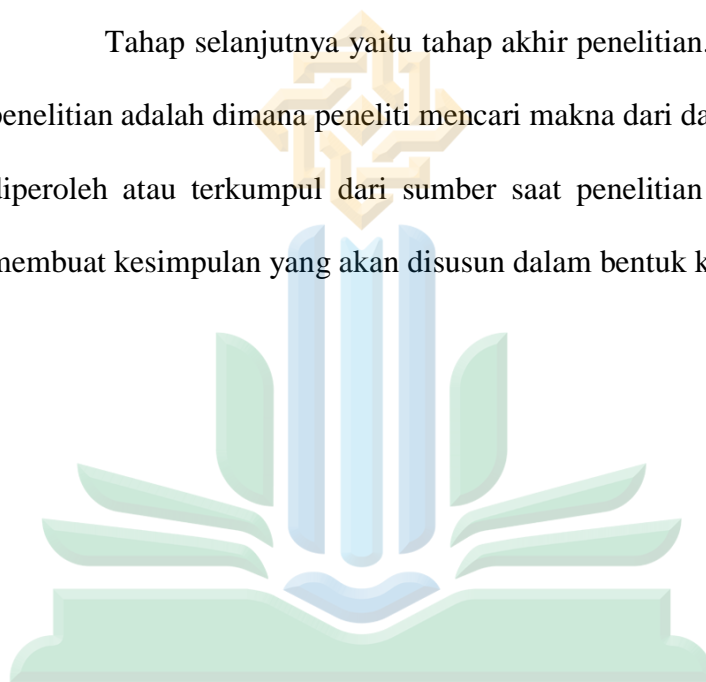 Tahap selanjutnya yaitu tahap akhir penelitian.
penelitian adalah dimana peneliti mencari makna dari da
diperoleh atau terkumpul dari sumber saat penelitian
membuat kesimpulan yang akan disusun dalam bentuk k